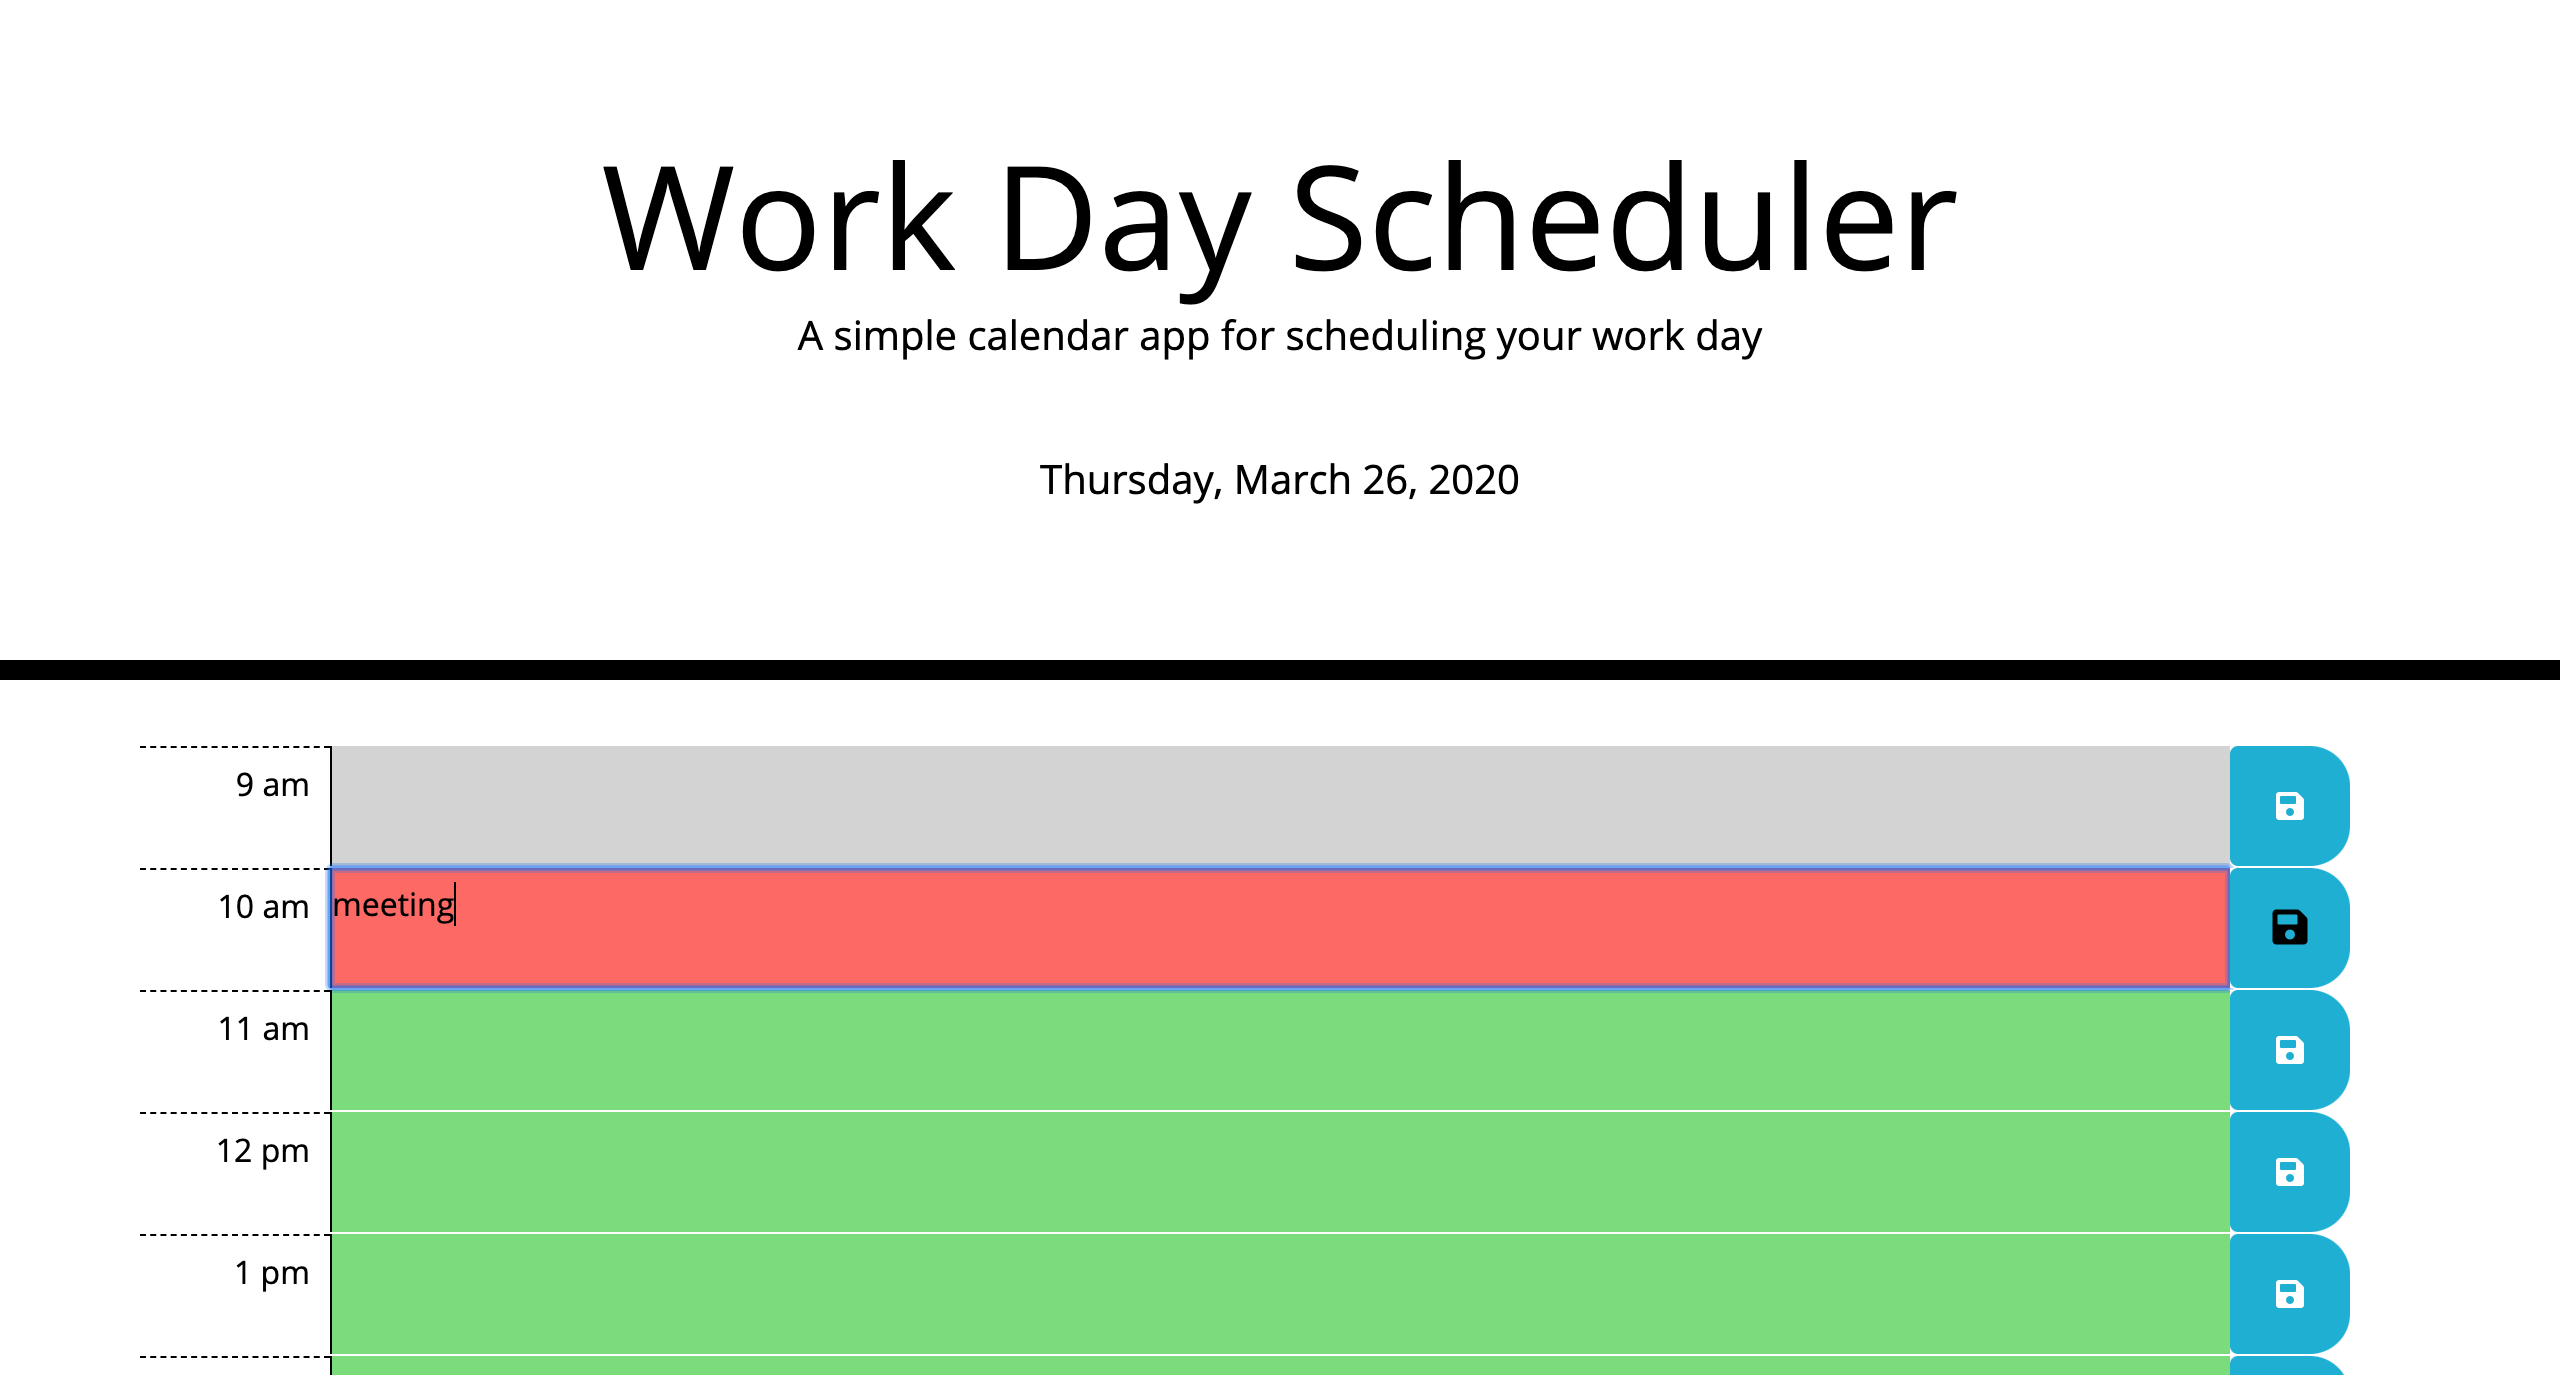 Work Day Scheduler
A simple calendar app for scheduling your work day
Thursday, March 26, 2020
9 am
10 am meeting
11 am
12 pm
1 pm